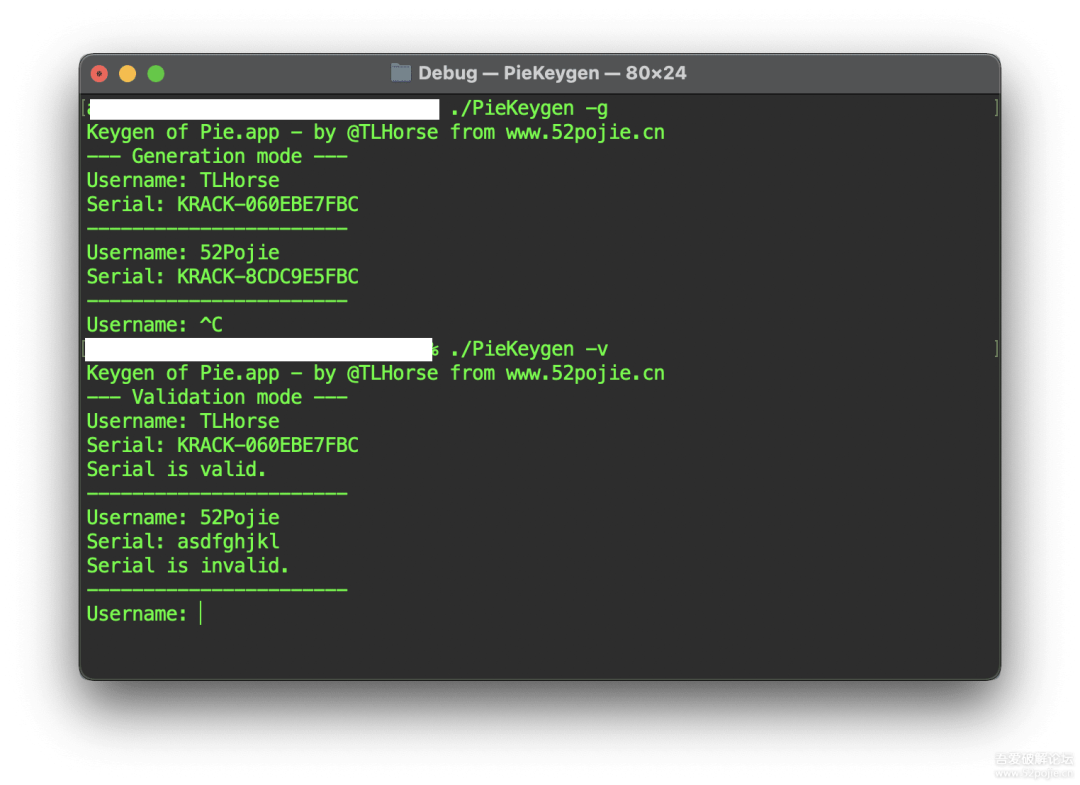 Debug — PieKeygen — 80×24
./PieKeygen -g
Keygen of Pie.app - by @TLHorse from www.52pojie.cn
--- Generation mode ---
Username: TLHorse
Serial: KRACK-060EBE7FBC
-----------------------
Username: 52Pojie
Serial: KRACK-8CDC9E5FBC
-----------------------
Username: ^C
% ./PieKeygen -v
Keygen of Pie.app - by @TLHorse from www.52pojie.cn
--- Validation mode ---
Username: TLHorse
Serial: KRACK-060EBE7FBC
Serial is valid.
-----------------------
Username: 52Pojie
Serial: asdfghjkl
Serial is invalid.
-----------------------
Username:
吾爱破解论坛
www.52pojie.cn